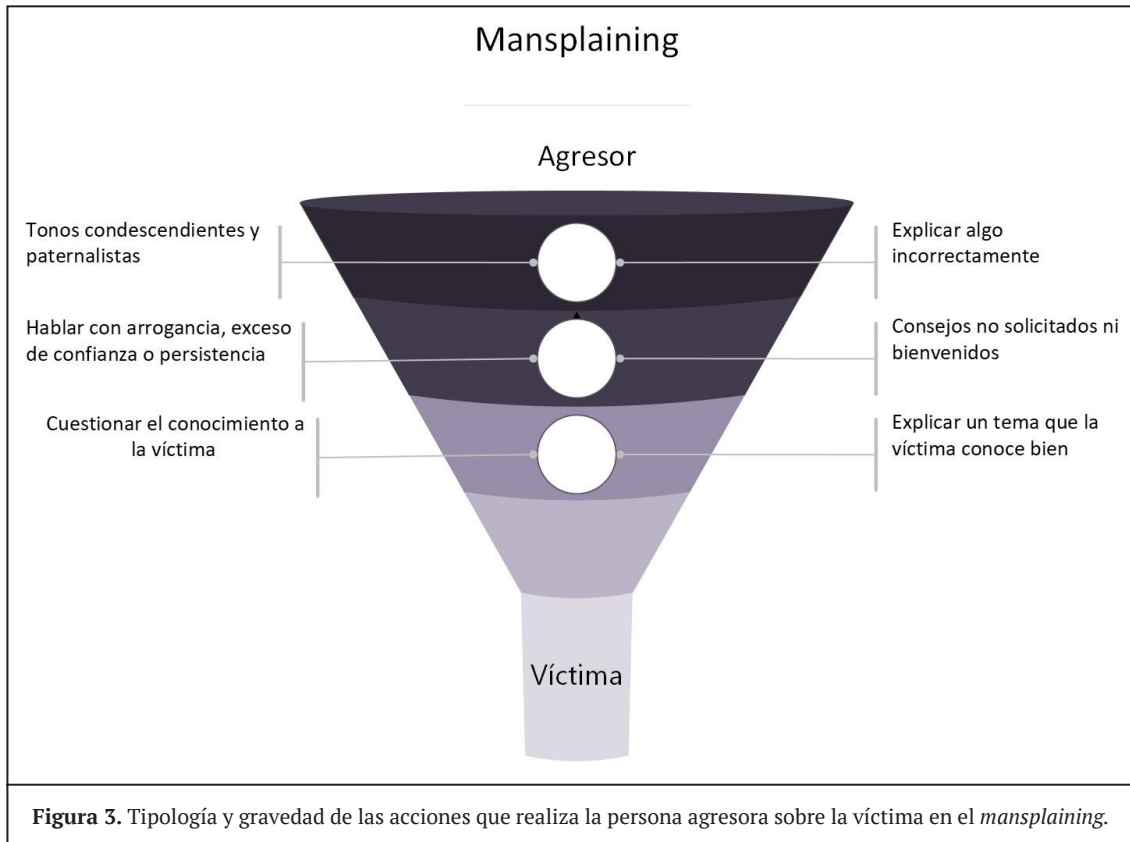 Mansplaining
Agresor
Tonos condescendientes y
paternalistas
Explicar algo
incorrectamente
Hablar con arrogancia, exceso
de confianza o persistencia
Consejos no solicitados ni
bienvenidos
Cuestionar el conocimiento a
la víctima
Explicar un tema que la
víctima conoce bien
Víctima
Figura 3. Tipología y gravedad de las acciones que realiza la persona agresora sobre la víctima en el mansplaining.